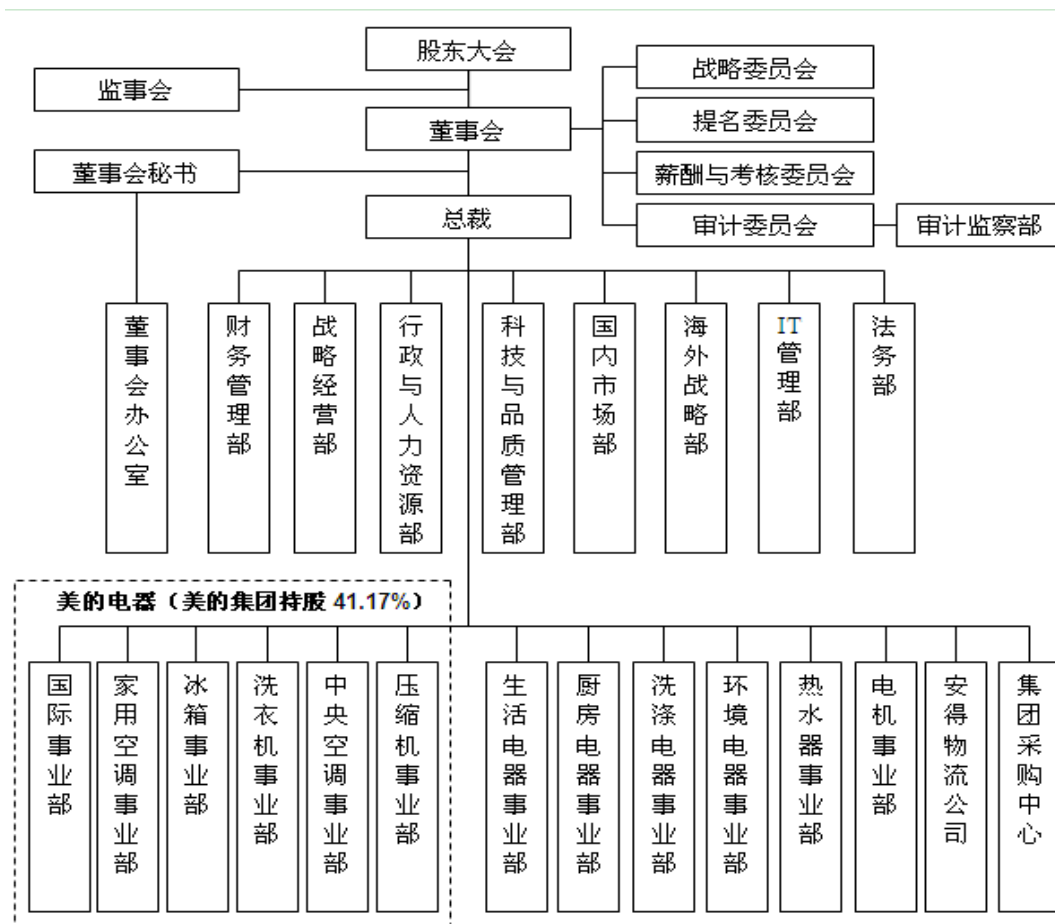 股东大会
监事会
战略委员会
董事会
提名委员会
董事会秘书
薪酬与考核委员会
总裁
审计委员会
审计监察部
董事会办公室
财务管理部
战略经营部
行政与人力资源部
科技与品质管理部
国内市场部
海外战略部
IT管理部
法务部
美的电器（美的集团持股 41.17%）
国际事业部
家用空调事业部
冰箱事业部
洗衣机事业部
中央空调事业部
压缩机事业部
生活电器事业部
厨房电器事业部
洗涤电器事业部
环境电器事业部
热水器事业部
电机事业部
安得物流公司
集团采购中心